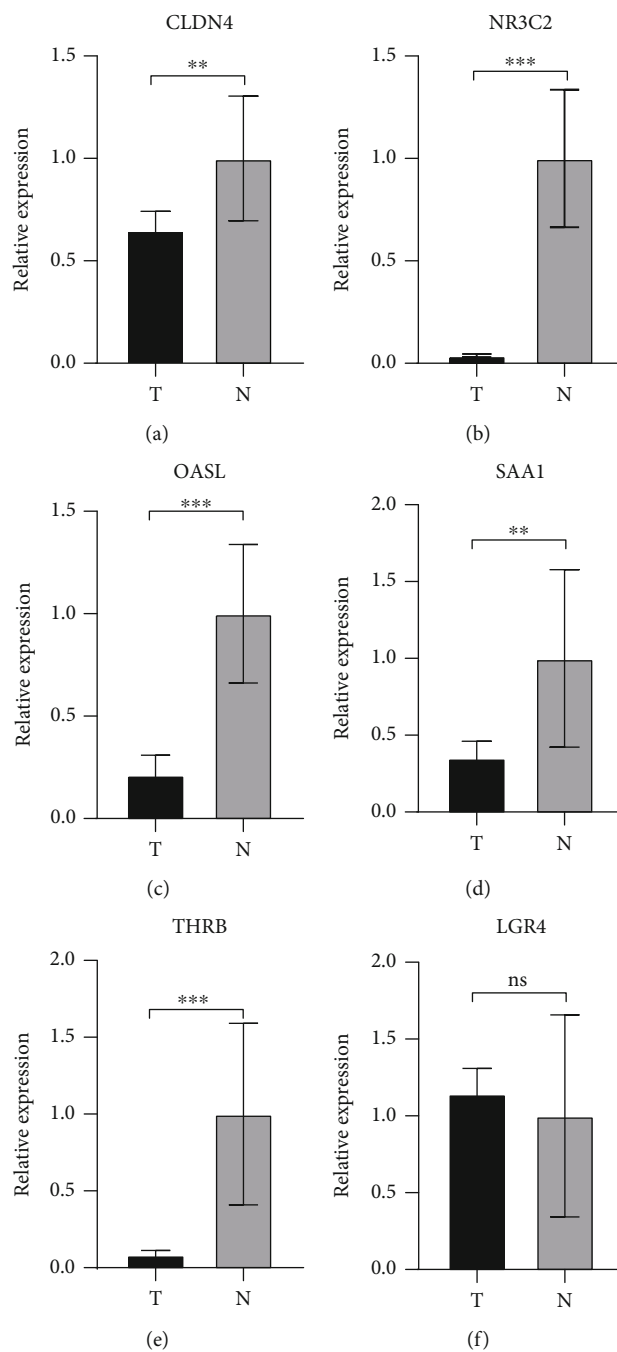 CLDN4
**
Relative expression
1.5
1.0
0.5
0.0
T N
(a)
NR3C2
***
Relative expression
1.5
1.0
0.5
0.0
T N
(b)
OASL
***
Relative expression
1.5
1.0
0.5
0.0
T N
(c)
SAA1
**
Relative expression
2.0
1.5
1.0
0.5
0.0
T N
(d)
THRB
***
Relative expression
2.0
1.5
1.0
0.5
0.0
T N
(e)
LGR4
ns
Relative expression
2.0
1.5
1.0
0.5
0.0
T N
(f)